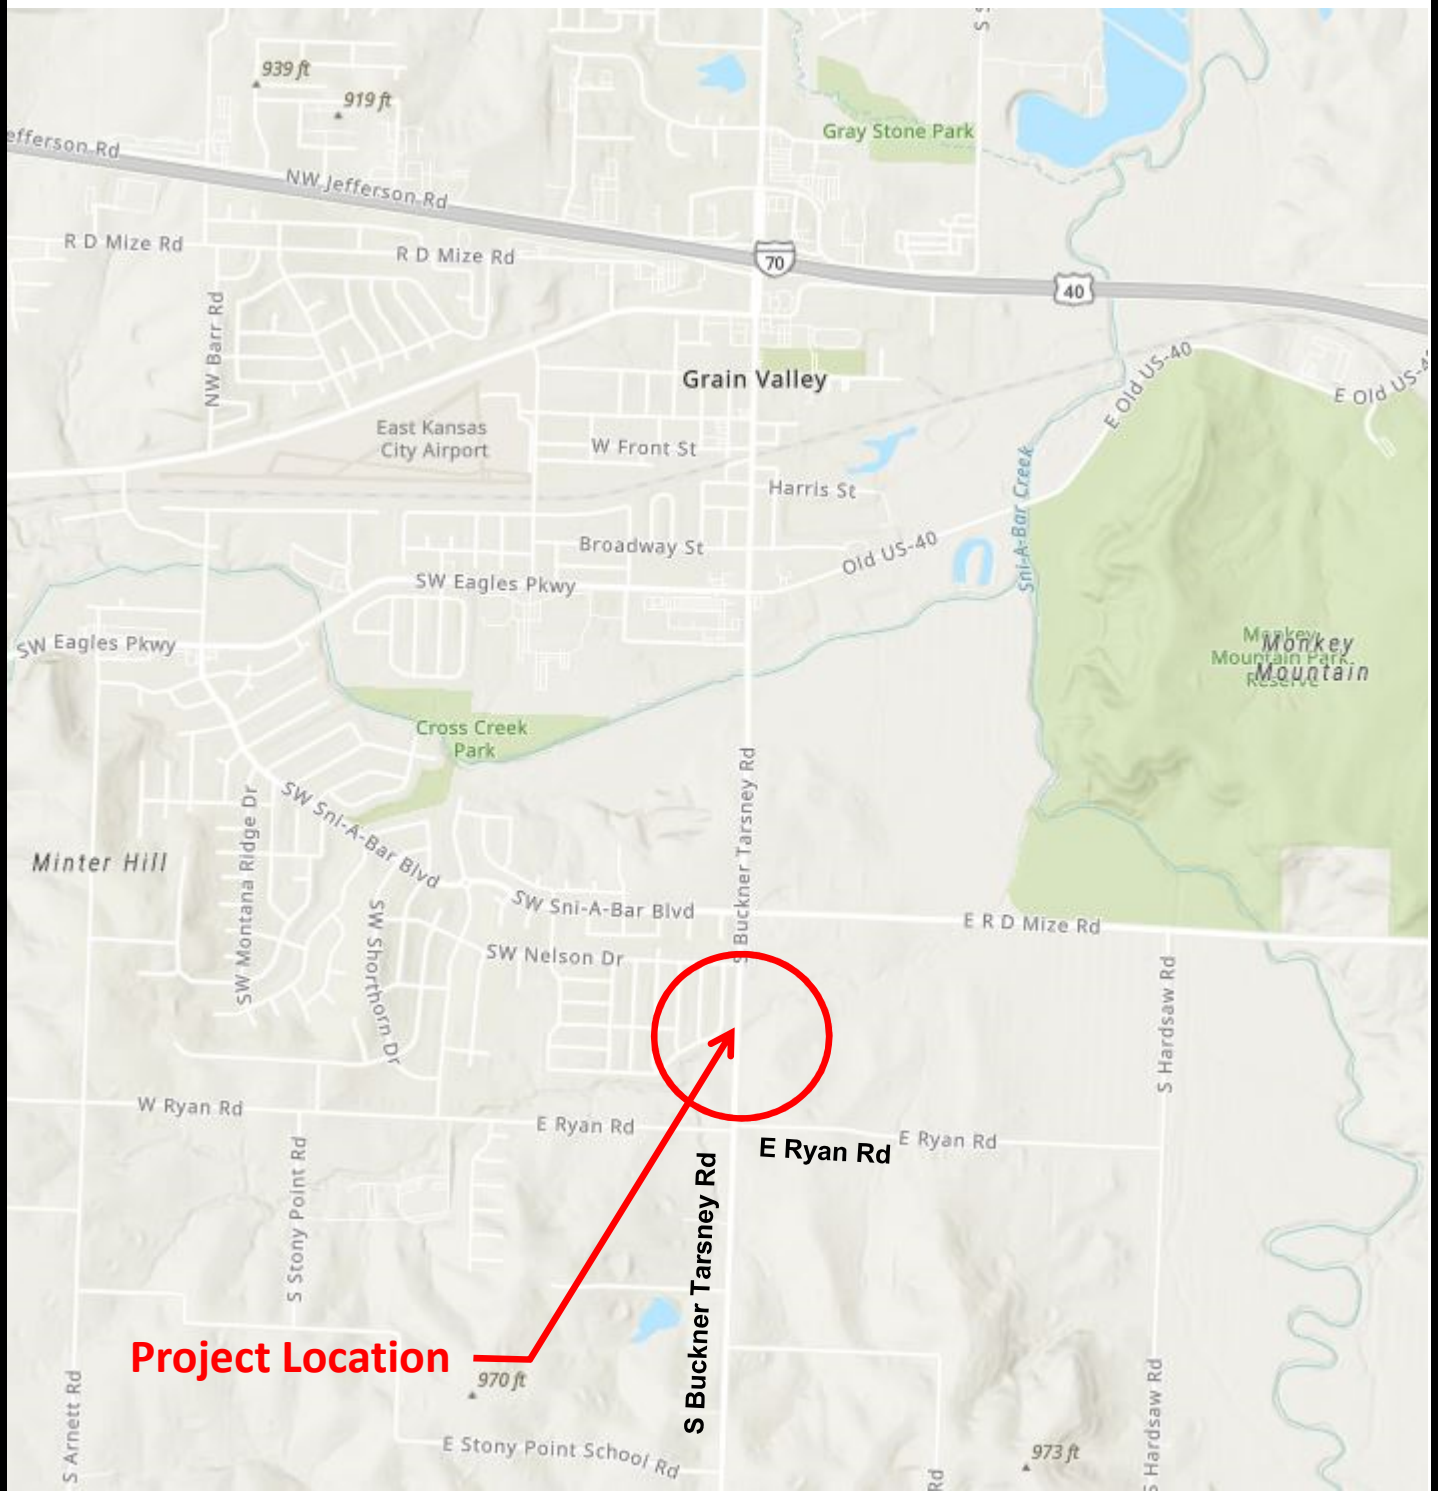 S S
939 ft
919 ft
Gray Stone Park
efferson Rd
NW Jefferson Rd
R D Mize Rd
R D Mize Rd
70
40
NW Barr Rd
Grain Valley
E Old US-40
E Old US-4
East Kansas
City Airport
W Front St
Harris St
Sni-A-Bar Creek
Broadway St
Old US-40
SW Eagles Pkwy
SW Eagles Pkwy
Monkey
Mountain Park
Reserve
Monkey
Mountain
Cross Creek
Park
S Buckner Tarsney Rd
SW Sni-A-Bar Blvd
SW Montana Ridge Dr
Minter Hill
SW Shorthorn Dr
SW Sni-A-Bar Blvd
E R D Mize Rd
SW Nelson Dr
S Hardsaw Rd
W Ryan Rd
E Ryan Rd
E Ryan Rd
E Ryan Rd
S Stony Point Rd
S Buckner Tarsney Rd
Project Location
970 ft
S Arnett Rd
E Stony Point School Rd
973 ft
Rd
S Hardsaw Rd